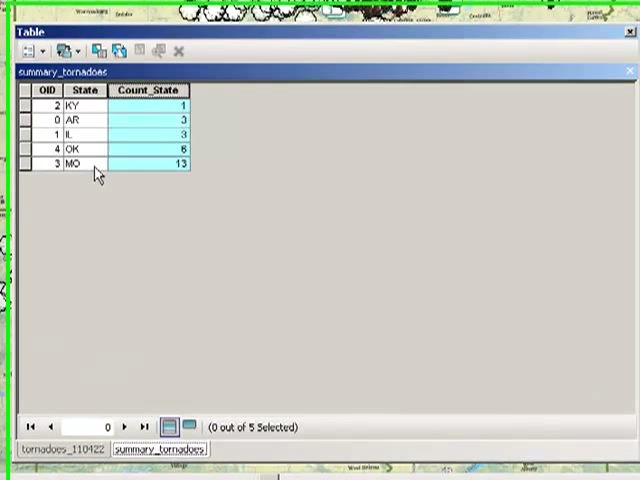 Table
summary_tornadoes
OID State Count_State
2 KY 1
0 AR 3
1 IL 3
4 OK 6
3 MO 13
0 (0 out of 5 Selected)
tornadoes_110422 summary_tornadoes